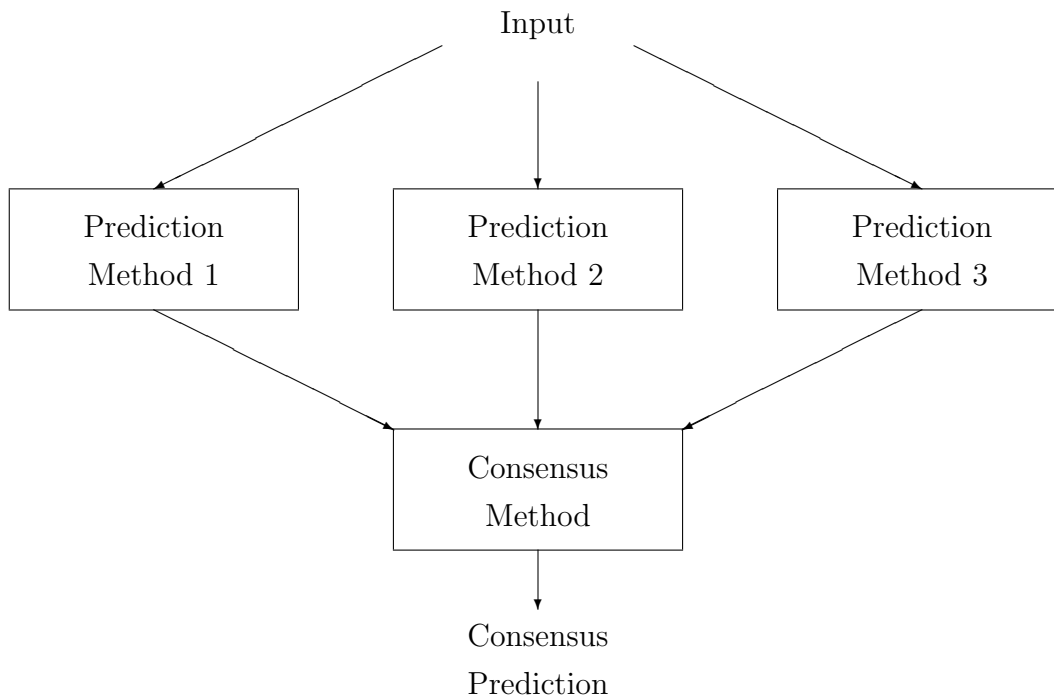 Input
Prediction
Method 1
Prediction
Method 2
Prediction
Method 3
Consensus
Method
Consensus
Prediction